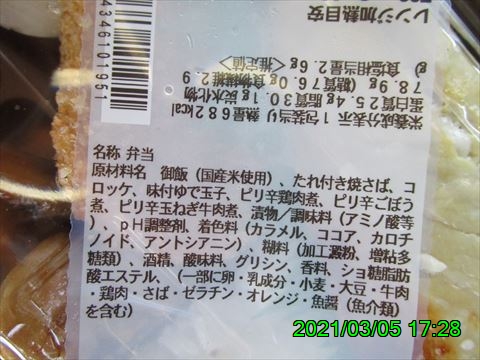 レンジ加熱目安
栄養成分表示 1包装当り 熱量682kcal
蛋白質25.4g 脂質30.1g 炭水化物
78.9g(糖質76.0g 食物繊維2.9
g) 食塩相当量2.6g<推定値>
434610 1951
名称 弁当
原材料名 御飯(国産米使用)、たれ付き焼さば、コ
ロッケ、味付ゆで玉子、ピリ辛鶏肉煮、ピリ辛ごぼう
煮、ピリ辛玉ねぎ牛肉煮、漬物/調味料(アミノ酸等
)、pH調整剤、着色料(カラメル、ココア、カロチ
ノイド、アントシアニン)、糊料(加工澱粉、増粘多
糖類)、酒精、酸味料、グリシン、香料、ショ糖脂肪
酸エステル、(一部に卵・乳成分・小麦・大豆・牛肉
・鶏肉・さば・ゼラチン・オレンジ・魚醤(魚介類)
を含む)
2021/03/05 17:28